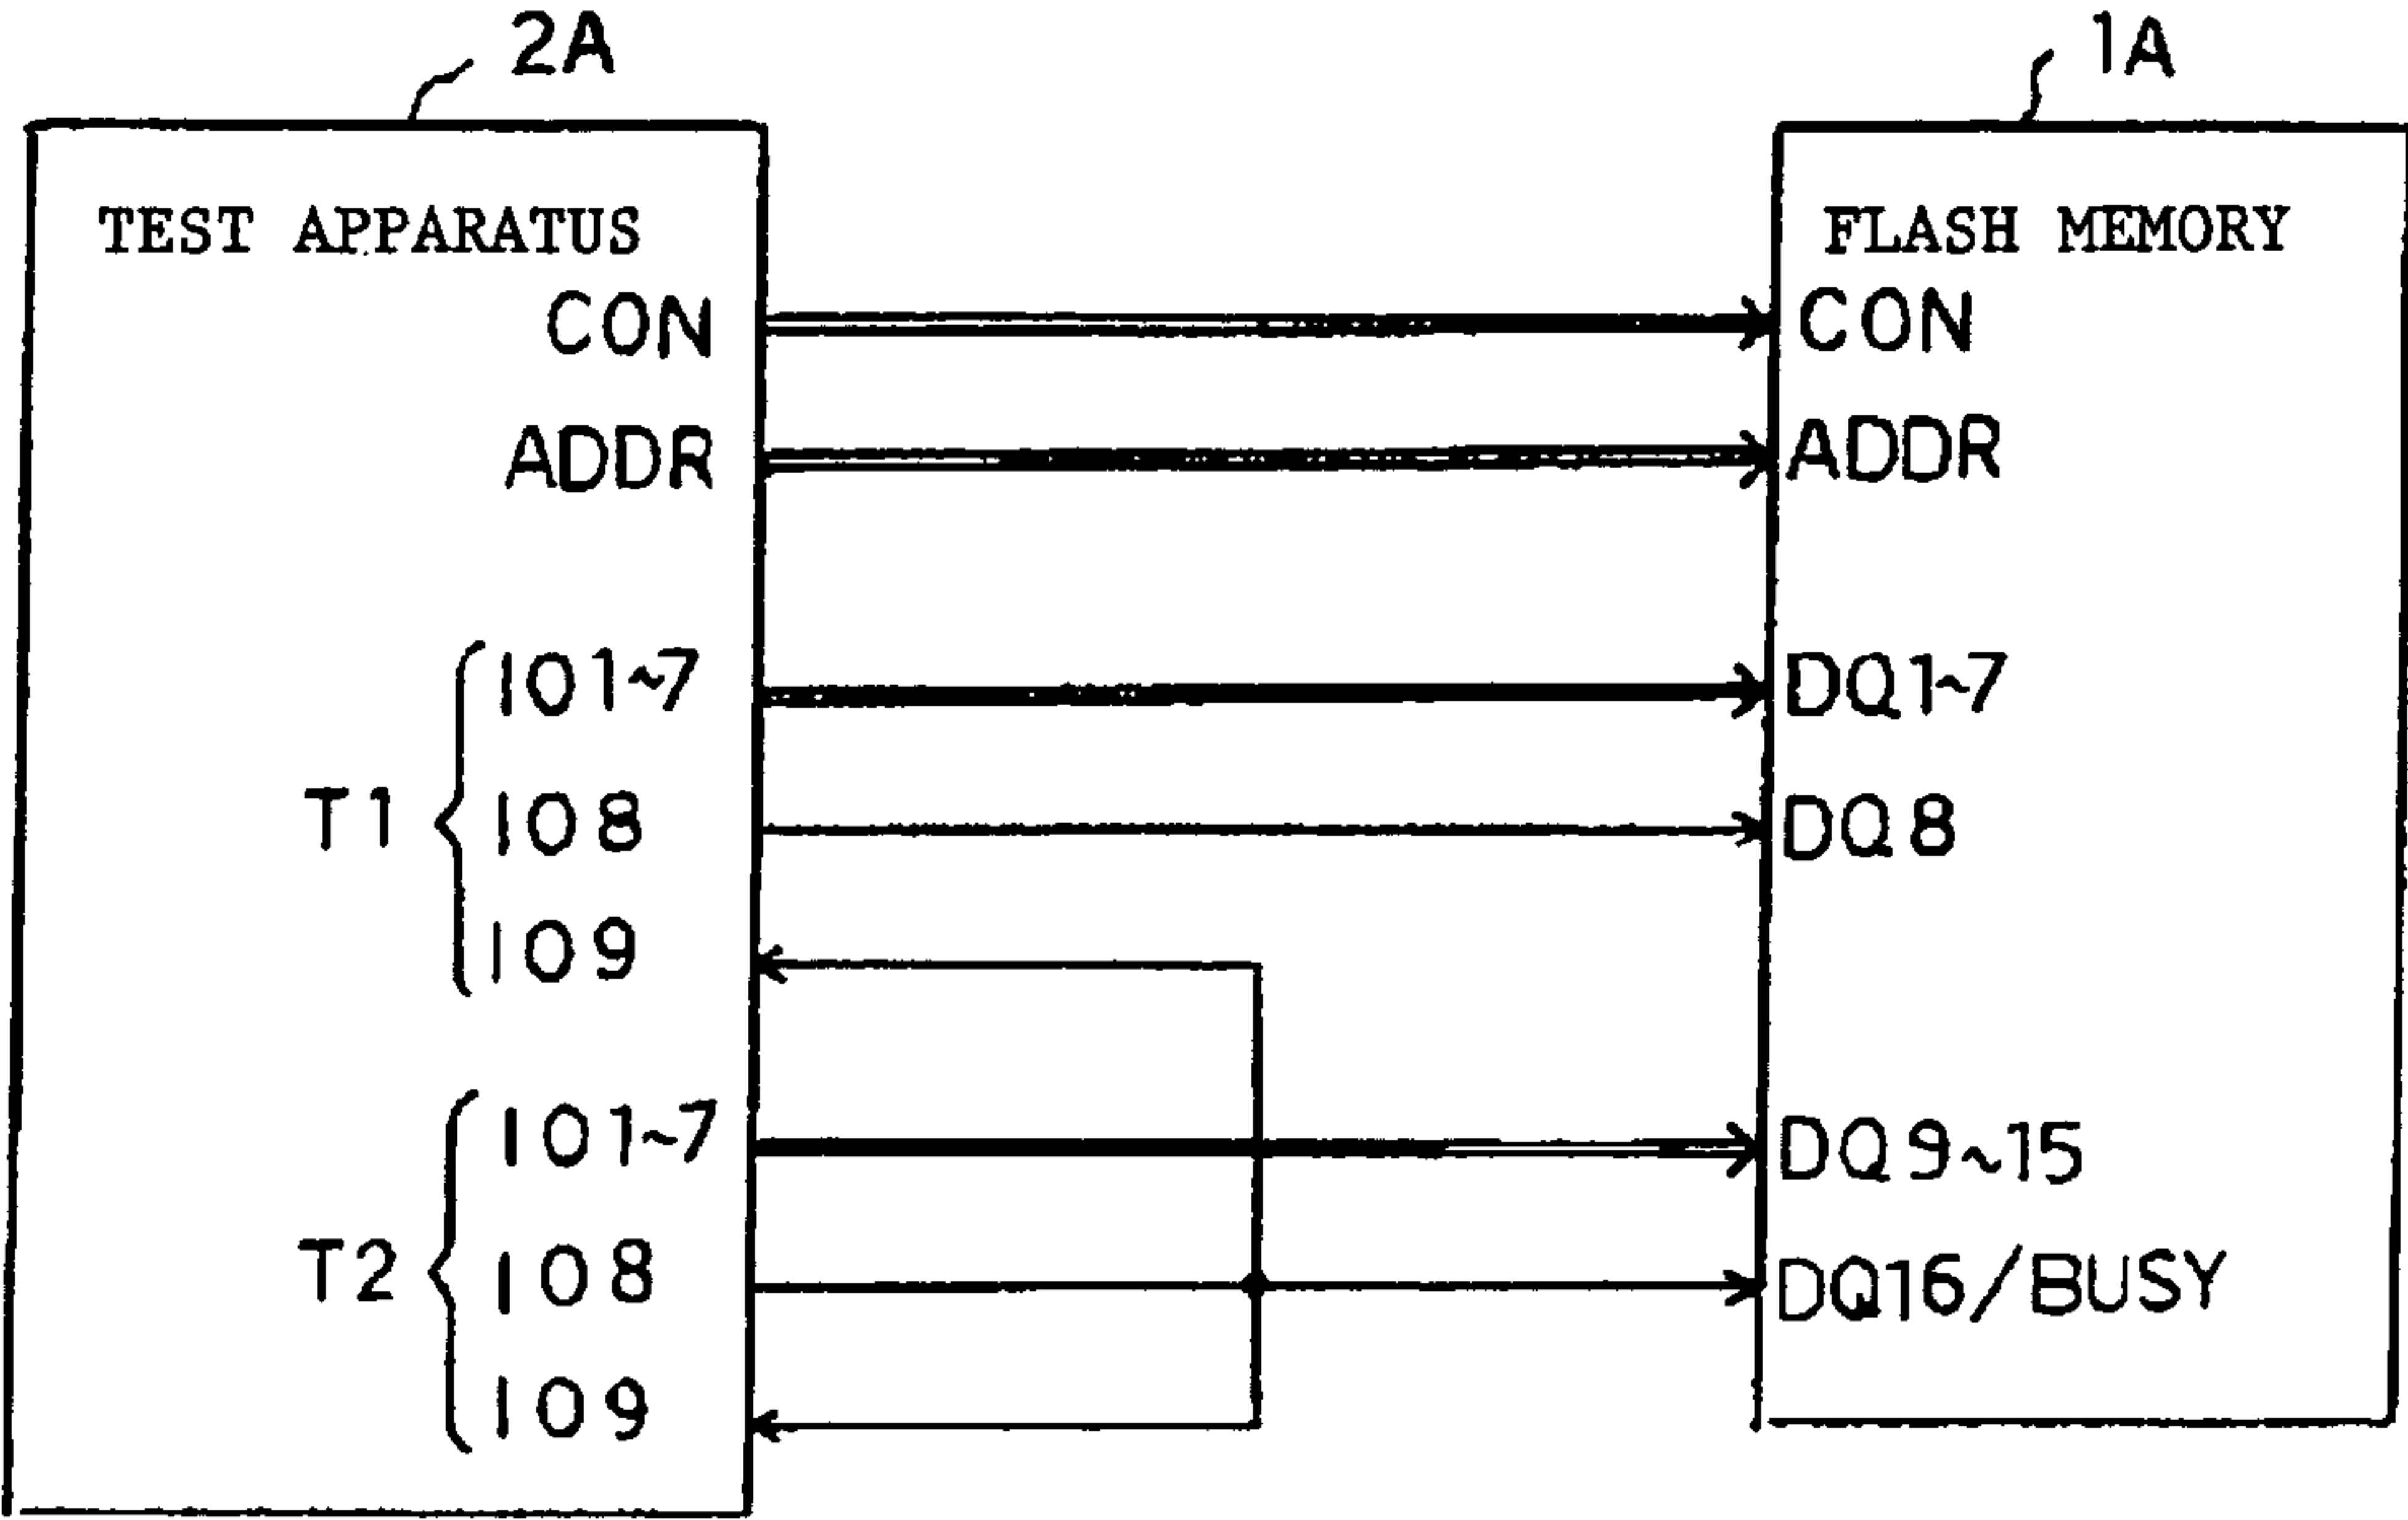 2A
1A
TEST APPARATUS
FLASH MEMORY
CON
CON
ADDR
ADDR
T1
IO1~7
DQ1~7
IO8
DQ8
IO9
T2
IO1~7
DQ9~15
IO8
DQ16/BUSY
IO9